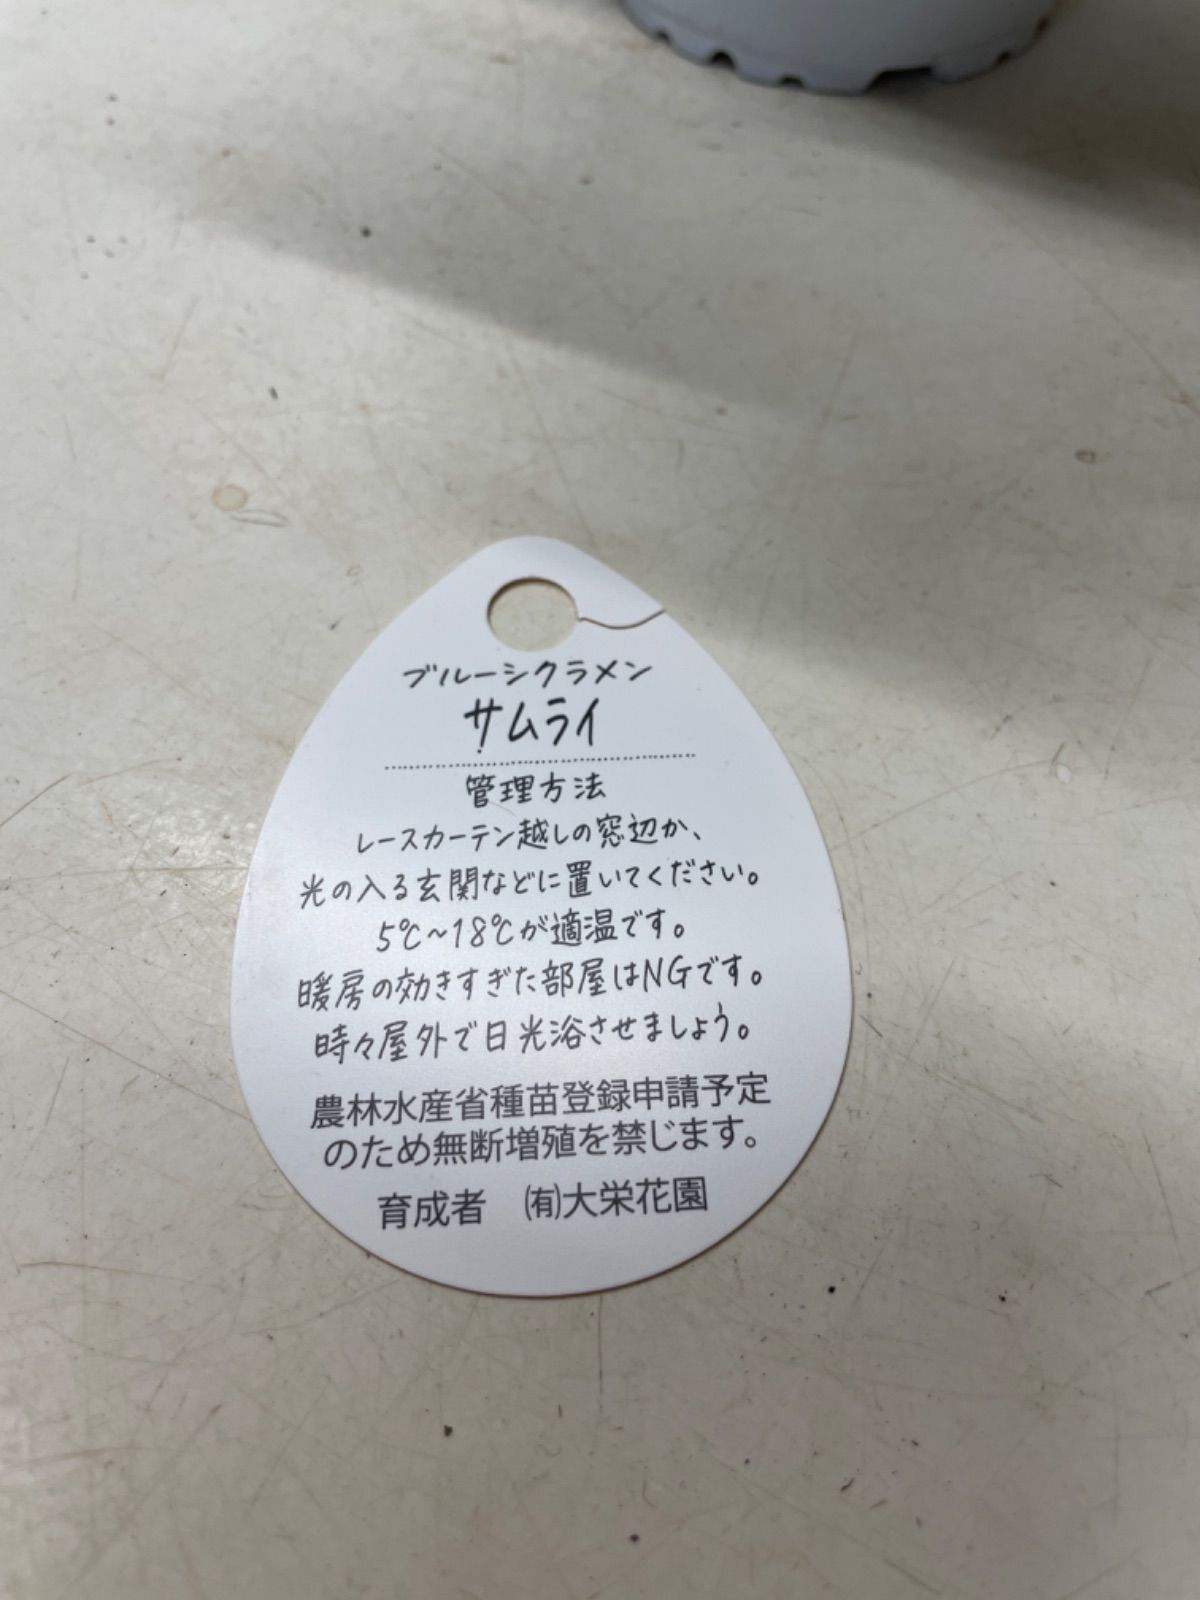 ブルーシクラメン
サムライ
管理方法
レースカーテン越しの窓辺か、
光の入る玄関などに置いてください。
5℃~18℃が適温です。
暖房の効きすぎた部屋はNGです。
時々屋外で日光浴させましょう。
農林水産省種苗登録申請予定
のため無断増殖を禁じます。
育成者　㈲大栄花園